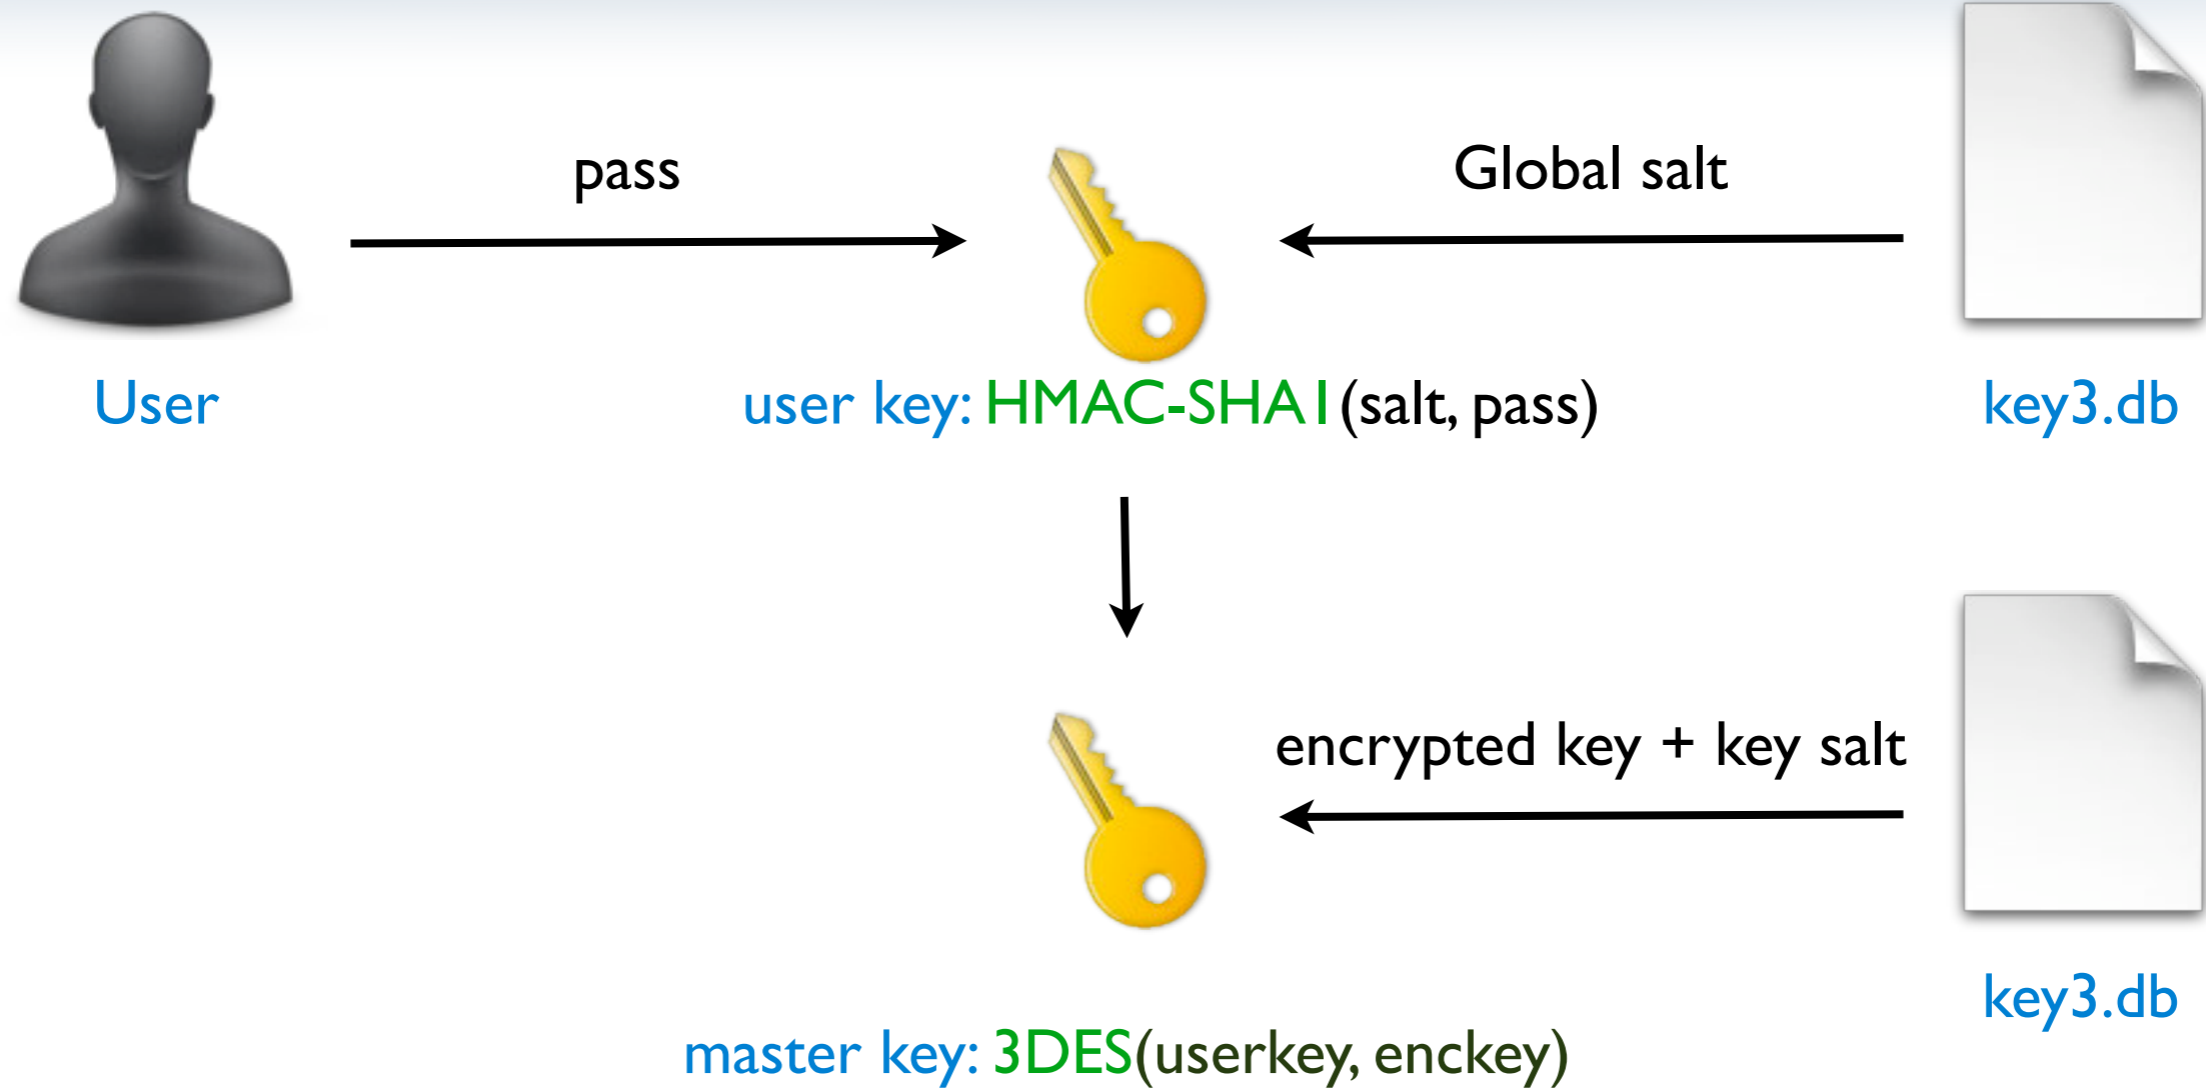 pass
Global salt
User
user key: HMAC-SHA1(salt, pass)
key3.db
encrypted key + key salt
key3.db
master key: 3DES(userkey, enckey)